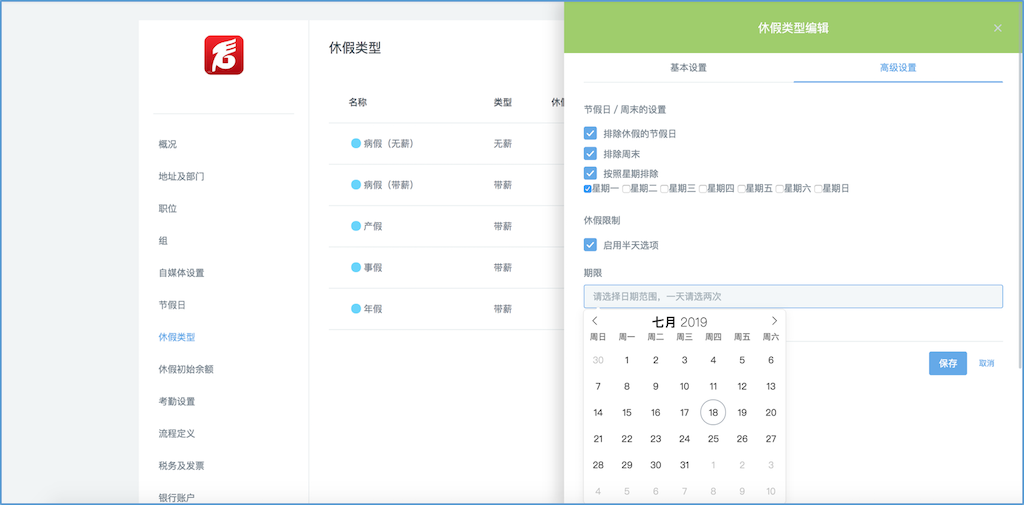 休假类型编辑
×
休假类型
基本设置 高级设置
名称 类型 休
节假日 / 周末的设置
排除休假的节假日
概况
病假（无薪） 无薪
排除周末
按照星期排除
地址及部门
病假（带薪） 带薪
星期一 星期二 星期三 星期四 星期五 星期六 星期日
职位
休假限制
产假 带薪
组
启用半天选项
自媒体设置
事假 带薪
期限
请选择日期范围，一天请选两次
节假日
年假 带薪
七月 2019
休假类型
周日 周一 周二 周三 周四 周五 周六
30 1 2 3 4 5 6
保存 取消
休假初始余额
7 8 9 10 11 12 13
考勤设置
14 15 16 17 18 19 20
流程定义
21 22 23 24 25 26 27
税务及发票
28 29 30 31 1 2 3
银行账户
4 5 6 7 8 9 10